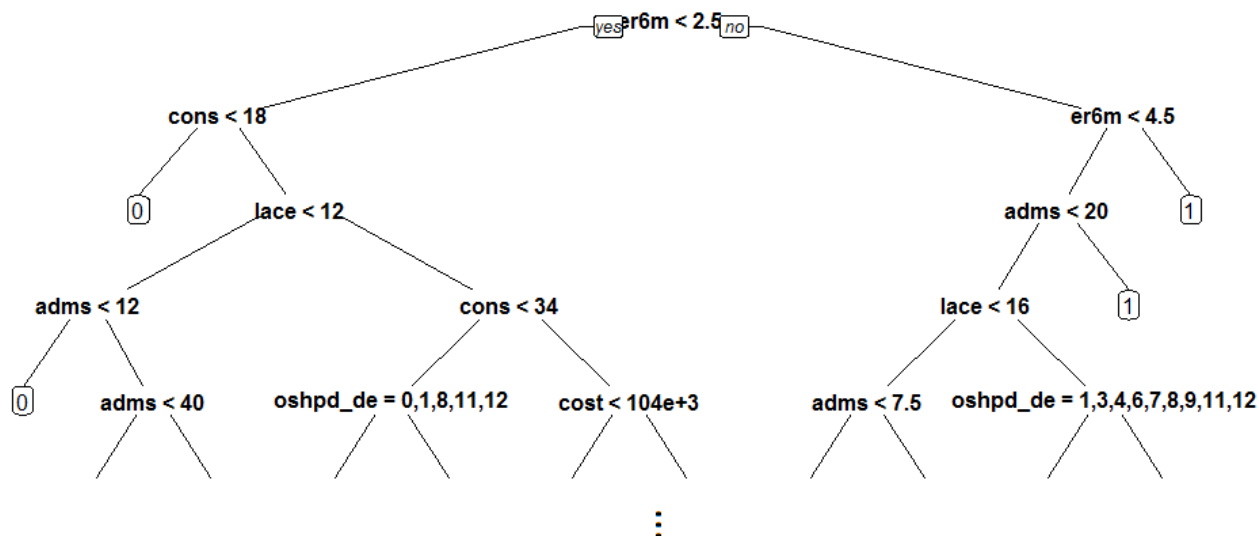 yes er6m < 2.5 no
cons < 18 er6m < 4.5
0 lace < 12 adms < 20 1
adms < 12 cons < 34 lace < 16 1
0 adms < 40 oshpd_de = 0,1,8,11,12 cost < 104e+3 adms < 7.5 oshpd_de = 1,3,4,6,7,8,9,11,12